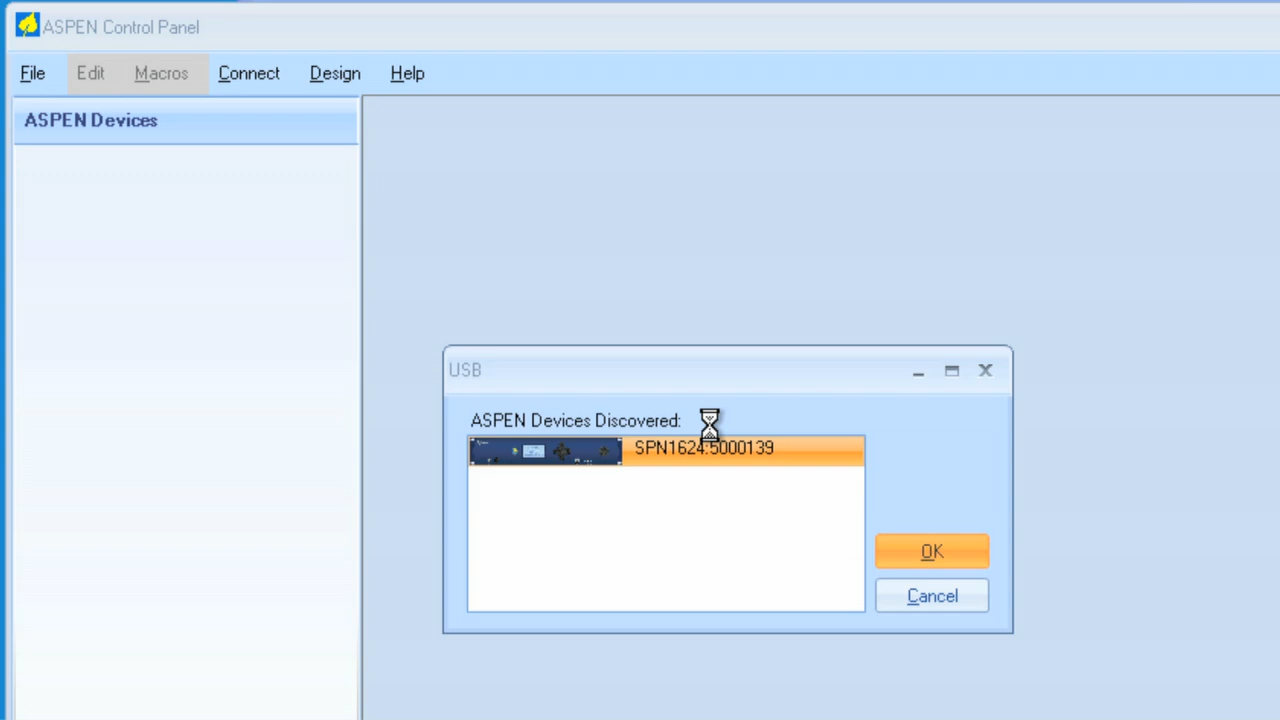 ASPEN Control Panel
File Edit Macros Connect Design Help
ASPEN Devices
USB
ASPEN Devices Discovered:
SPN1624:5000139
OK
Cancel